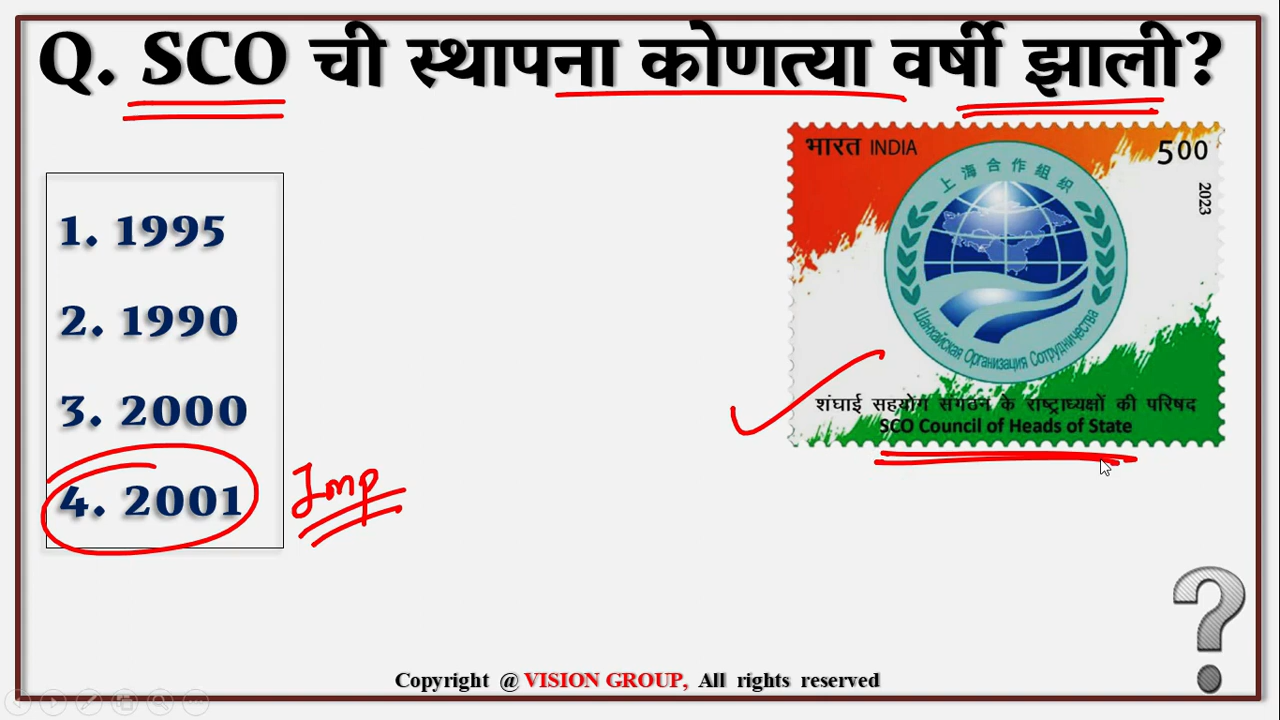 Q. SCO ची स्थापना कोणत्या वर्षी झाली?
1. 1995
2. 1990
3. 2000
4. 2001
Imp
भारत INDIA
500
2023
上海合作组织
Шанхайская Организация Сотрудничества
शंघाई सहयोग संगठन के राष्ट्राध्यक्षों की परिषद
SCO Council of Heads of State
?
Copyright @ VISION GROUP, All rights reserved